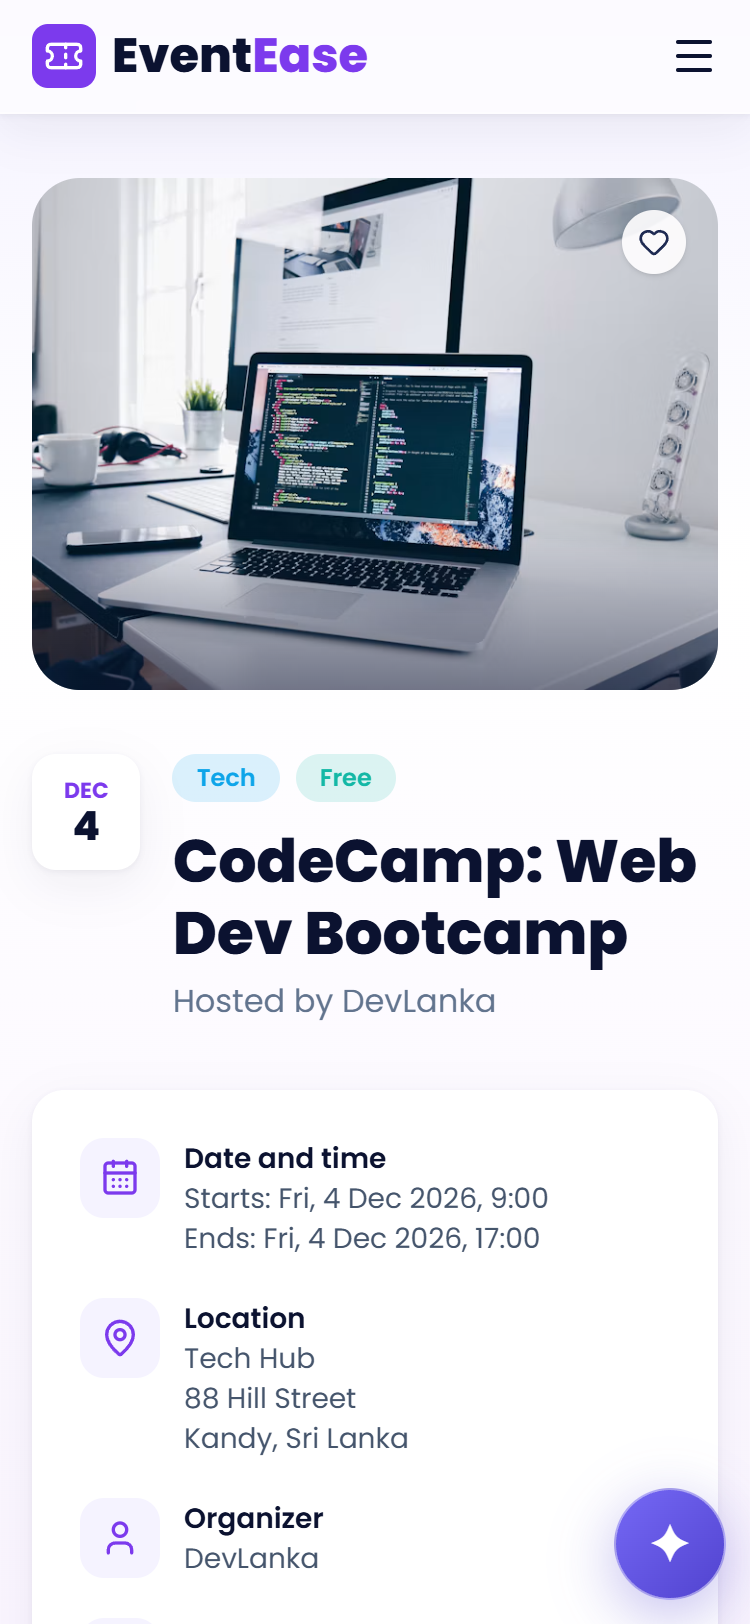 EventEase
Tech Free
DEC
4
CodeCamp: Web
Dev Bootcamp
Hosted by DevLanka
Date and time
Starts: Fri, 4 Dec 2026, 9:00
Ends: Fri, 4 Dec 2026, 17:00
Location
Tech Hub
88 Hill Street
Kandy, Sri Lanka
Organizer
DevLanka